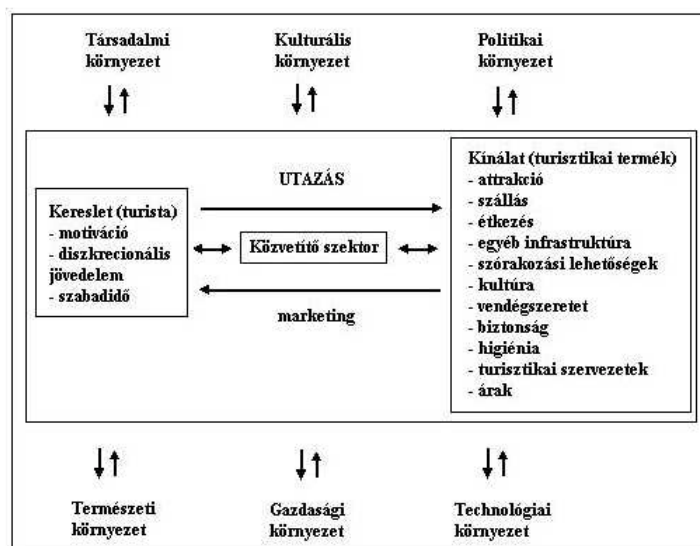 Társadalmi
környezet
Kulturális
környezet
Politikai
környezet
Kereslet (turista)
- motiváció
- diszkrecionális
jövedelem
- szabadidő
UTAZÁS
Közvetítő szektor
marketing
Kínálat (turisztikai termék)
- attrakció
- szállás
- étkezés
- egyéb infrastruktúra
- szórakozási lehetőségek
- kultúra
- vendégszeretet
- biztonság
- higiénia
- turisztikai szervezetek
- árak
Természeti
környezet
Gazdasági
környezet
Technológiai
környezet